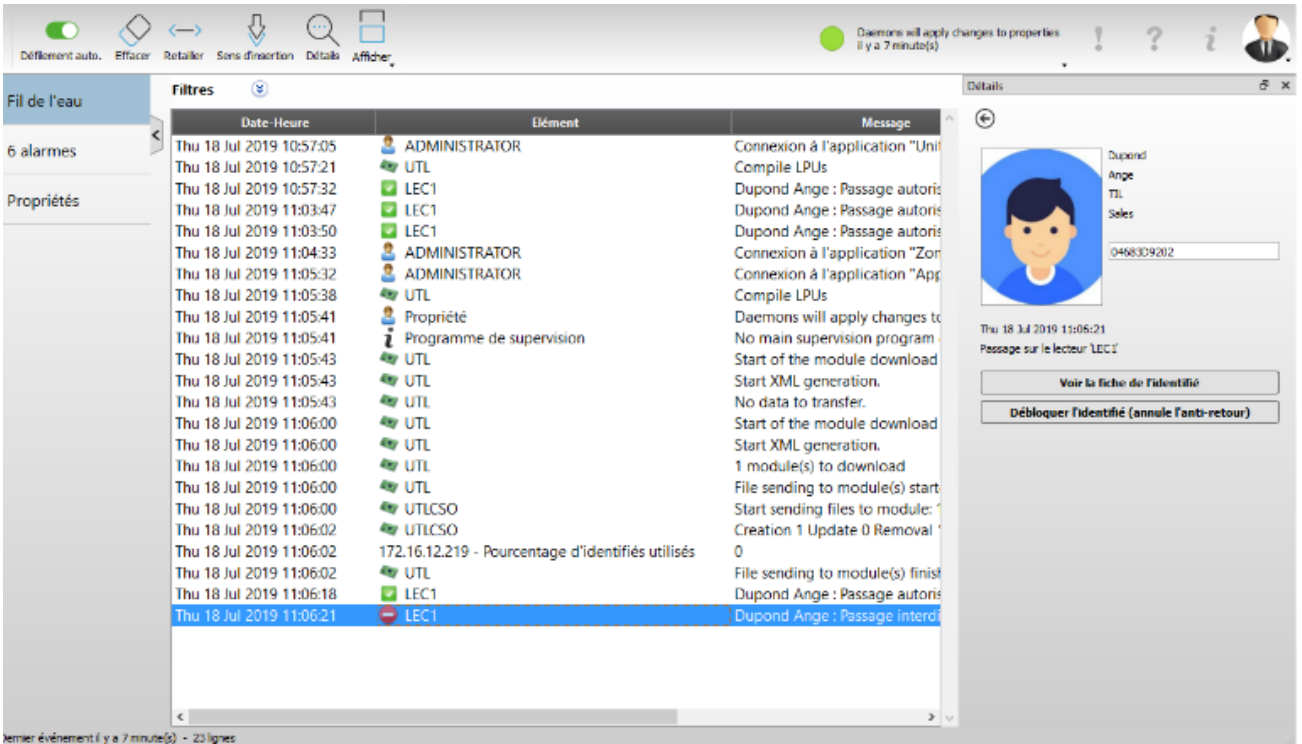 Défilement auto. Effacer Retailler Sens d'insertion Détails Afficher
Daemons will apply changes to properties
il y a 7 minute(s)
Fil de l'eau
6 alarmes
Propriétés
Filtres
Date-Heure Elément Message
Thu 18 Jul 2019 10:57:05 ADMINISTRATOR Connexion à l'application "Unit
Thu 18 Jul 2019 10:57:21 UTL Compile LPUs
Thu 18 Jul 2019 10:57:32 LEC1 Dupond Ange : Passage autoris
Thu 18 Jul 2019 11:03:47 LEC1 Dupond Ange : Passage autoris
Thu 18 Jul 2019 11:03:50 LEC1 Dupond Ange : Passage autoris
Thu 18 Jul 2019 11:04:33 ADMINISTRATOR Connexion à l'application "Zon
Thu 18 Jul 2019 11:05:32 ADMINISTRATOR Connexion à l'application "App
Thu 18 Jul 2019 11:05:38 UTL Compile LPUs
Thu 18 Jul 2019 11:05:41 Propriété Daemons will apply changes to
Thu 18 Jul 2019 11:05:41 Programme de supervision No main supervision program
Thu 18 Jul 2019 11:05:43 UTL Start of the module download
Thu 18 Jul 2019 11:05:43 UTL Start XML generation.
Thu 18 Jul 2019 11:05:43 UTL No data to transfer.
Thu 18 Jul 2019 11:06:00 UTL Start of the module download
Thu 18 Jul 2019 11:06:00 UTL Start XML generation.
Thu 18 Jul 2019 11:06:00 UTL 1 module(s) to download
Thu 18 Jul 2019 11:06:00 UTL File sending to module(s) start
Thu 18 Jul 2019 11:06:00 UTLCSO Start sending files to module:
Thu 18 Jul 2019 11:06:02 UTLCSO Creation 1 Update 0 Removal
Thu 18 Jul 2019 11:06:02 172.16.12.219 - Pourcentage d'identifiés utilisés 0
Thu 18 Jul 2019 11:06:02 UTL File sending to module(s) finish
Thu 18 Jul 2019 11:06:18 LEC1 Dupond Ange : Passage autoris
Thu 18 Jul 2019 11:06:21 LEC1 Dupond Ange : Passage interdi
Dernier événement il y a 7 minute(s) - 23 lignes
Détails
Dupond
Ange
TIL
Sales
04683D9202
Thu 18 Jul 2019 11:06:21
Passage sur le lecteur 'LEC1'
Voir la fiche de l'identifié
Débloquer l'identifié (annule l'anti-retour)